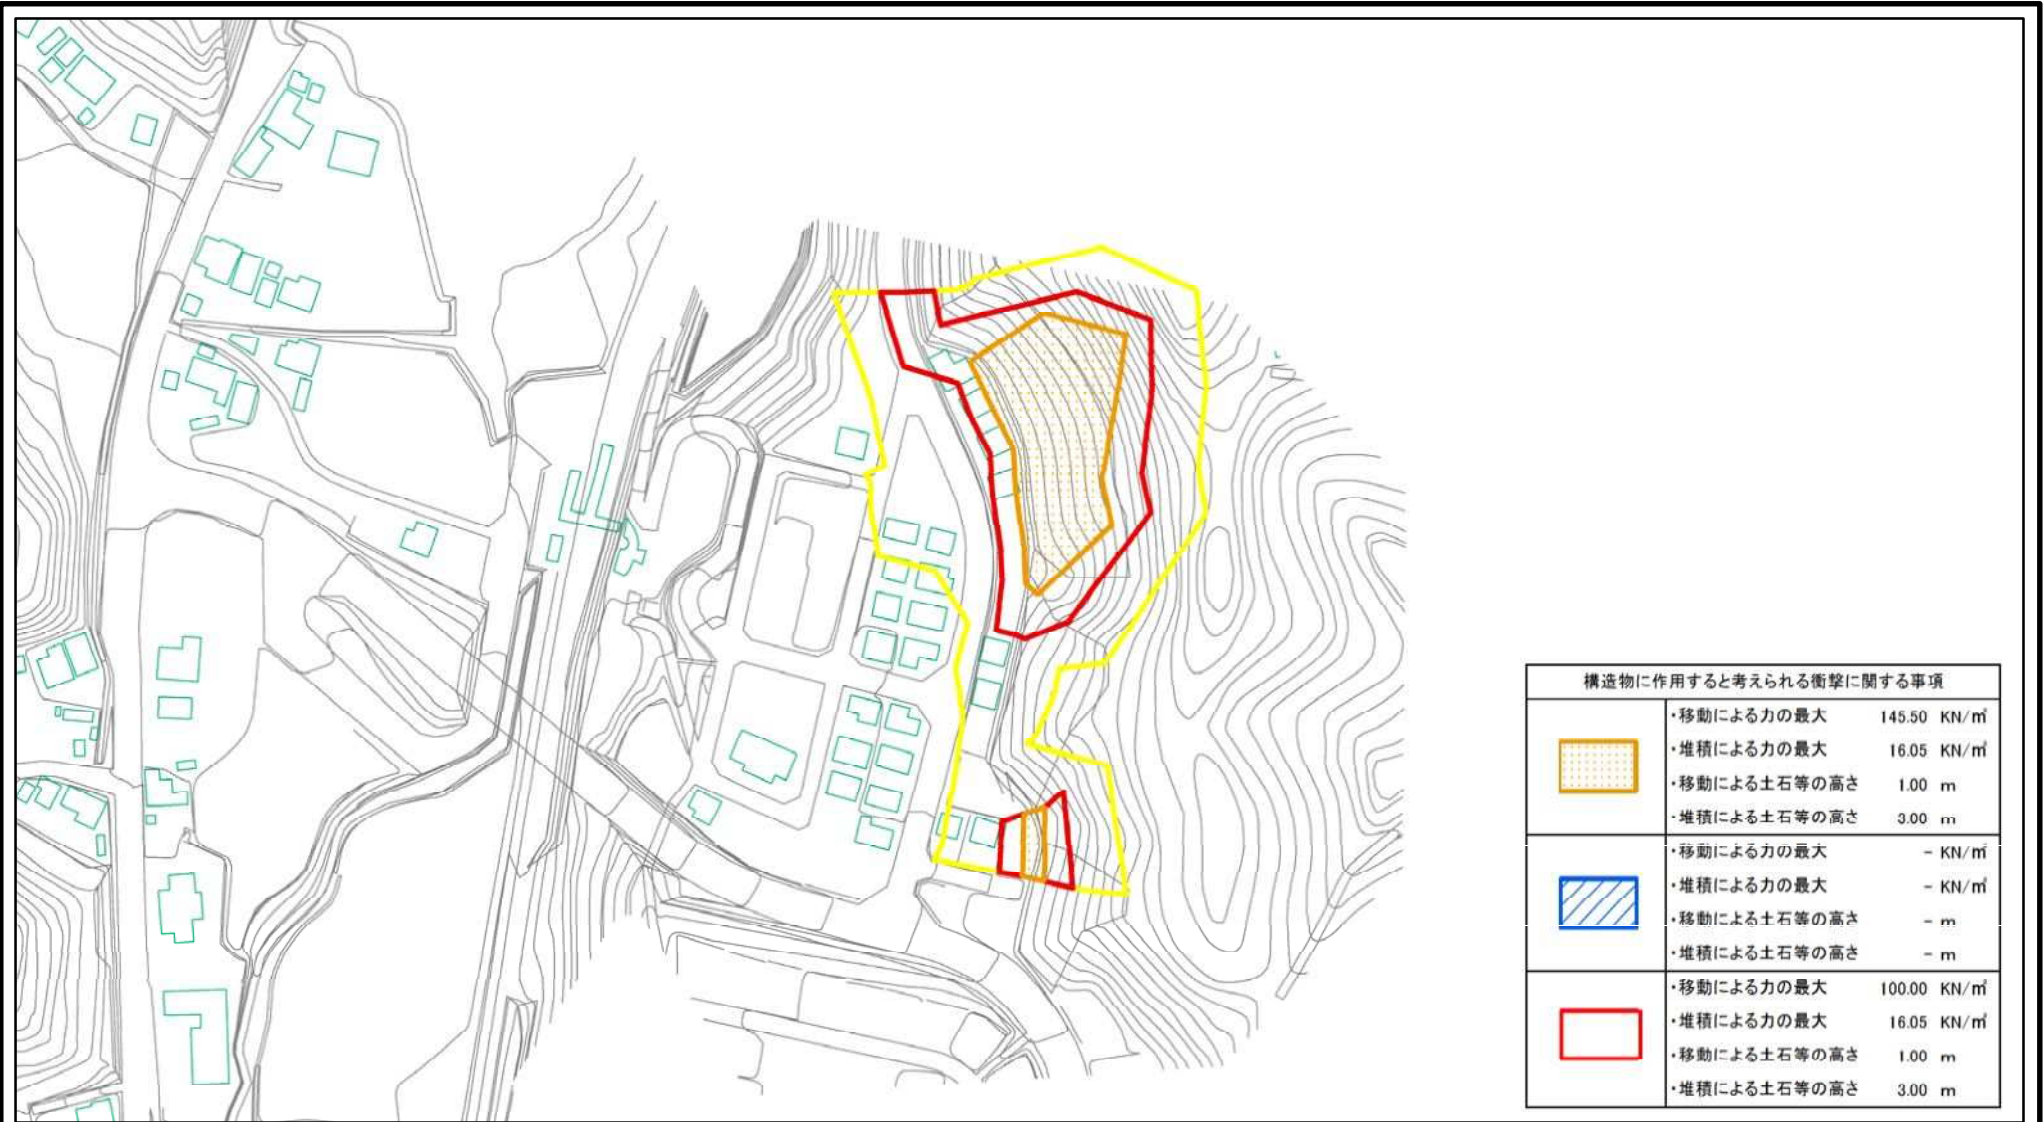 構造物に作用すると考えられる衝撃に関する事項
・移動による力の最大 145.50 KN/㎡
・堆積による力の最大 16.05 KN/㎡
・移動による土石等の高さ 1.00 m
・堆積による土石等の高さ 3.00 m
・移動による力の最大 - KN/㎡
・堆積による力の最大 - KN/㎡
・移動による土石等の高さ - m
・堆積による土石等の高さ - m
・移動による力の最大 100.00 KN/㎡
・堆積による力の最大 16.05 KN/㎡
・移動による土石等の高さ 1.00 m
・堆積による土石等の高さ 3.00 m